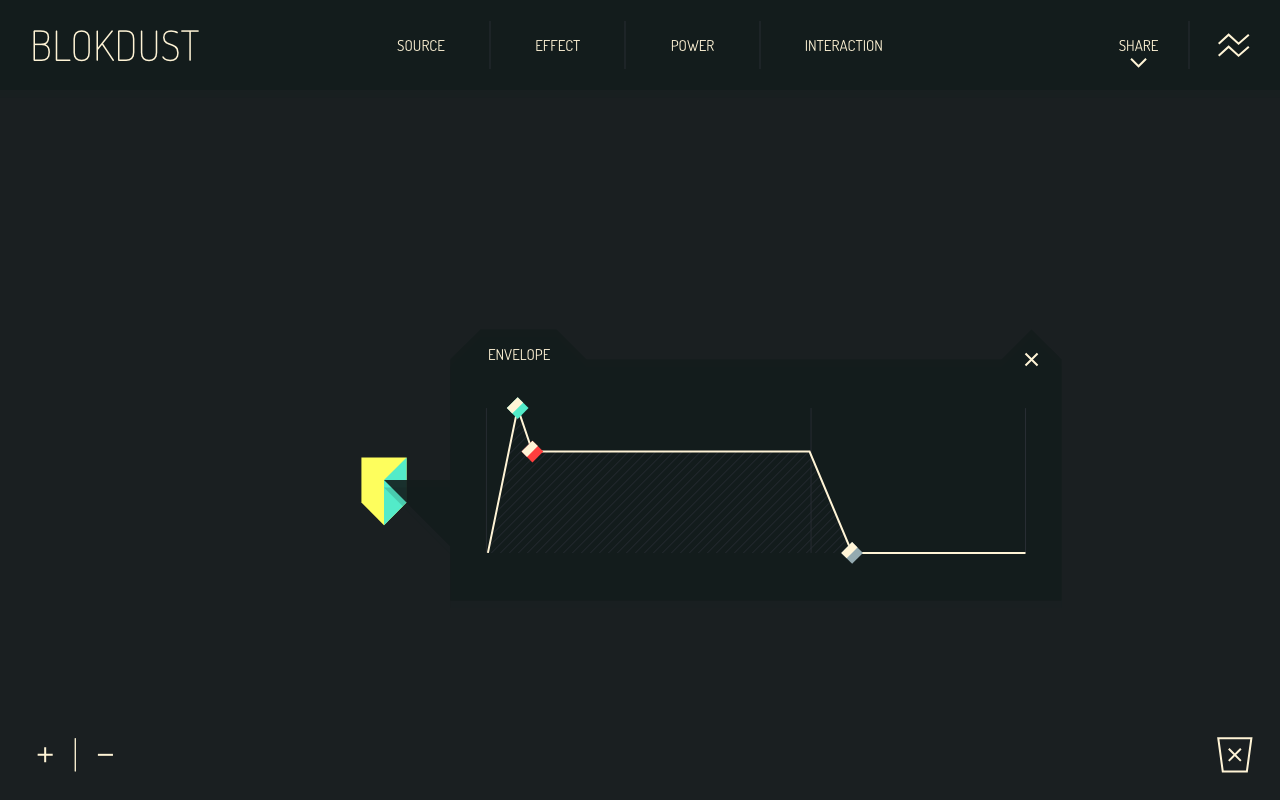 BLOKDUST
SOURCE
EFFECT
POWER
INTERACTION
SHARE
ENVELOPE